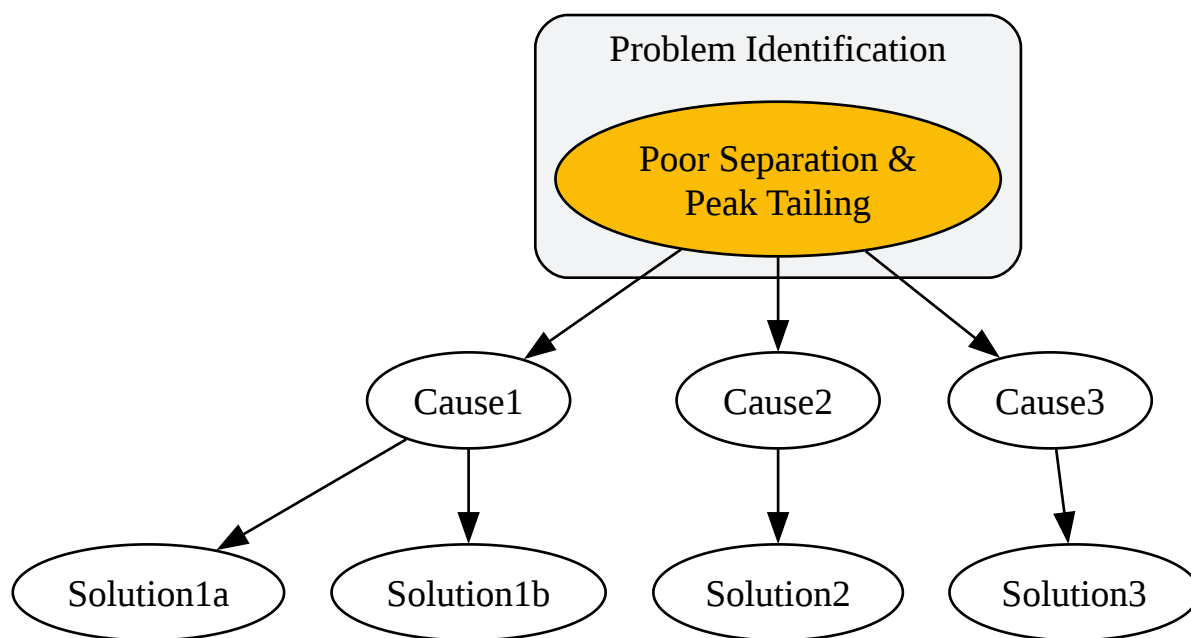 Problem Identification
Poor Separation &
Peak Tailing
Cause1
Cause2
Cause3
Solution1a
Solution1b
Solution2
Solution3